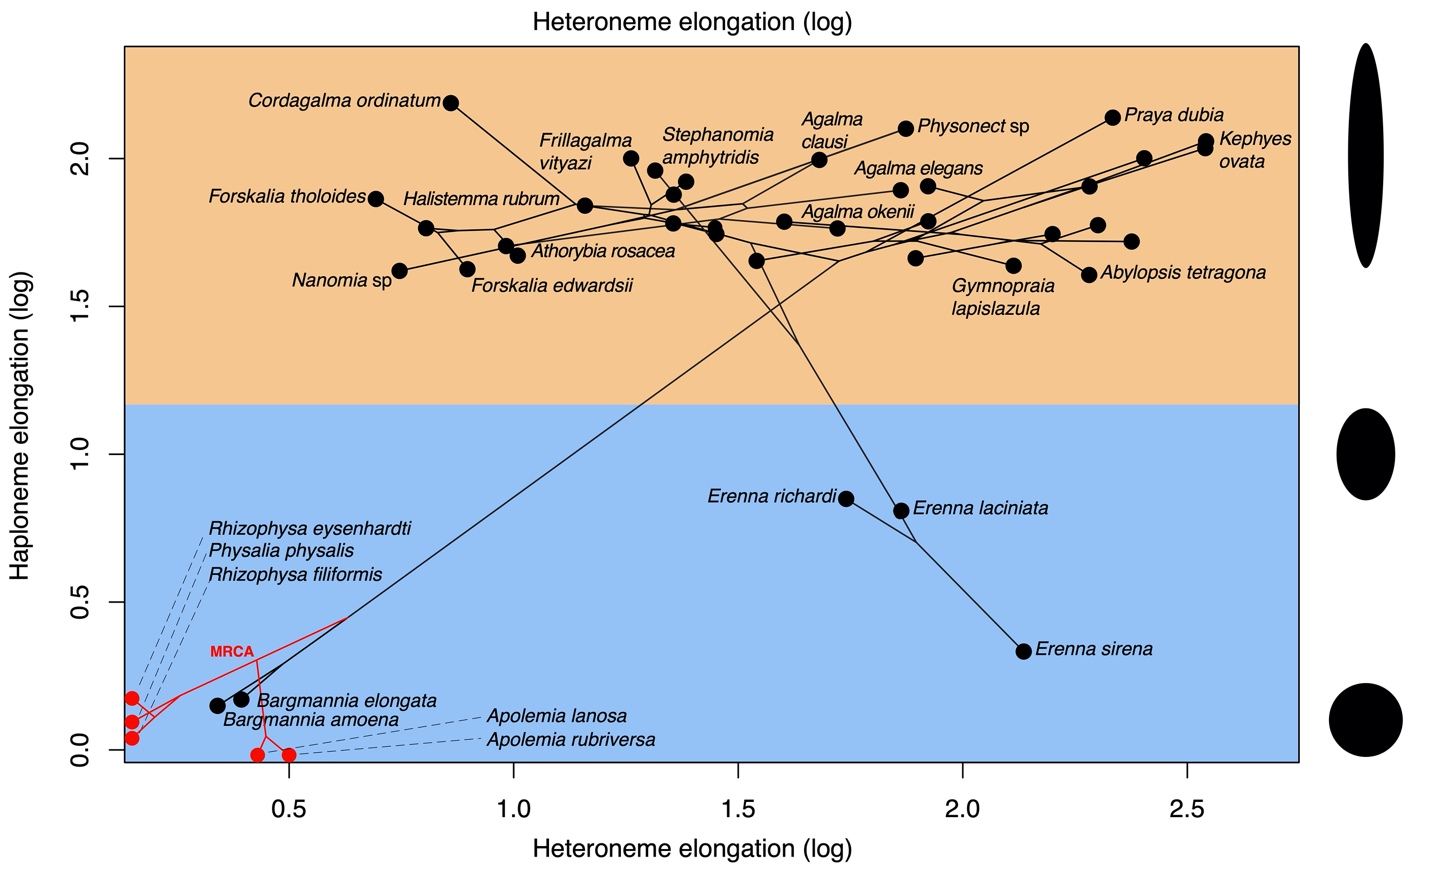 Heteroneme elongation (log)
Cordagalma ordinatum
Frillagalma
vityazi
Stephanomia
amphytridis
Agalma
clausi
Physonect sp
Praya dubia
Kephyes
ovata
Agalma elegans
Forskalia tholoides
Halistemma rubrum
Agalma okenii
Athorybia rosacea
Nanomia sp
Forskalia edwardsii
Gymnopraia
lapislazula
Abylopsis tetragona
Erenna richardi
Erenna laciniata
Rhizophysa eysenhardti
Physalia physalis
Rhizophysa filiformis
MRCA
Erenna sirena
Bargmannia elongata
Bargmannia amoena
Apolemia lanosa
Apolemia rubriversa
Haploneme elongation (log)
2.0
1.5
1.0
0.5
0.0
0.5 1.0 1.5 2.0 2.5
Heteroneme elongation (log)